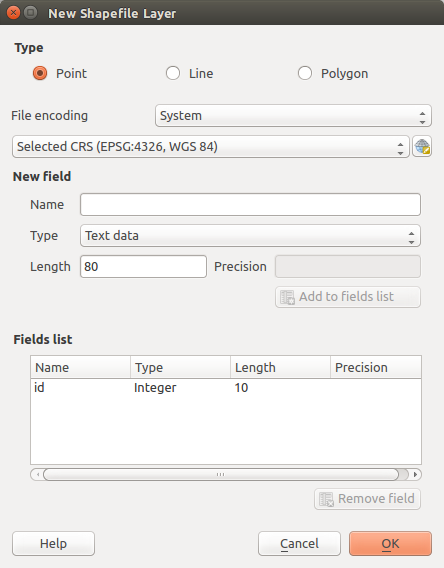 New Shapefile Layer
Type
Point Line Polygon
File encoding System
Selected CRS (EPSG:4326, WGS 84)
New field
Name
Type Text data
Length 80 Precision
Add to fields list
Fields list
Name Type Length Precision
id Integer 10
Remove field
Help Cancel OK